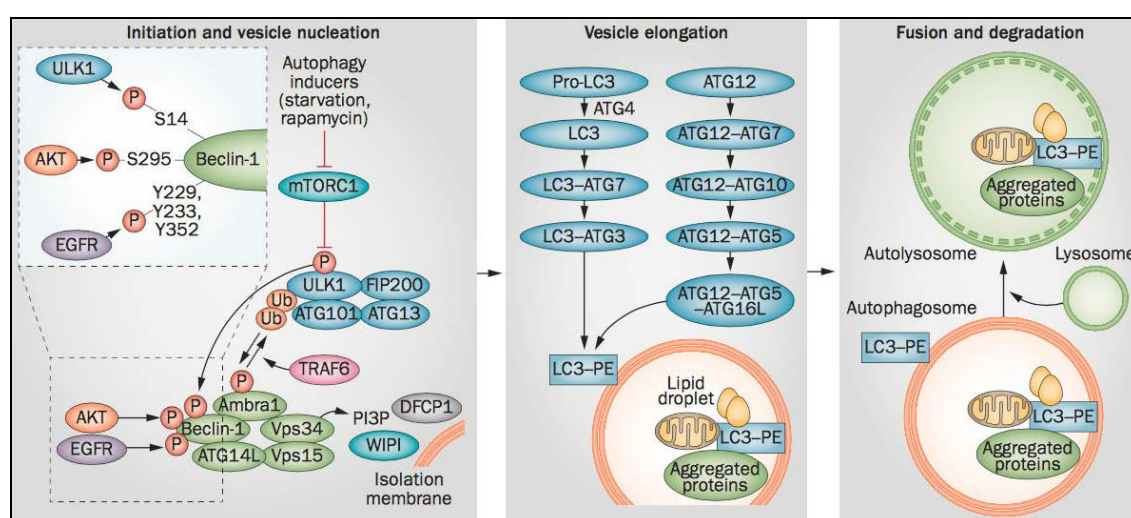 Initiation and vesicle nucleation
ULK1
P
S14
AKT
P
S295
Beclin-1
Y229,
Y233,
Y352
P
EGFR
Autophagy
inducers
(starvation,
rapamycin)
mTORC1
P
ULK1
FIP200
Ub
Ub
ATG101
ATG13
TRAF6
P
Ambra1
P
P
AKT
Beclin-1
Vps34
PI3P
DFCP1
EGFR
P
WIPI
ATG14L
Vps15
Isolation
membrane
Vesicle elongation
Pro-LC3
ATG4
LC3
LC3–ATG7
LC3–ATG3
ATG12
ATG12–ATG7
ATG12–ATG10
ATG12–ATG5
ATG12–ATG5
–ATG16L
LC3–PE
Lipid
droplet
LC3–PE
Aggregated
proteins
Fusion and degradation
LC3–PE
Aggregated
proteins
Autolysosome
Lysosome
Autophagosome
LC3–PE
LC3–PE
Aggregated
proteins